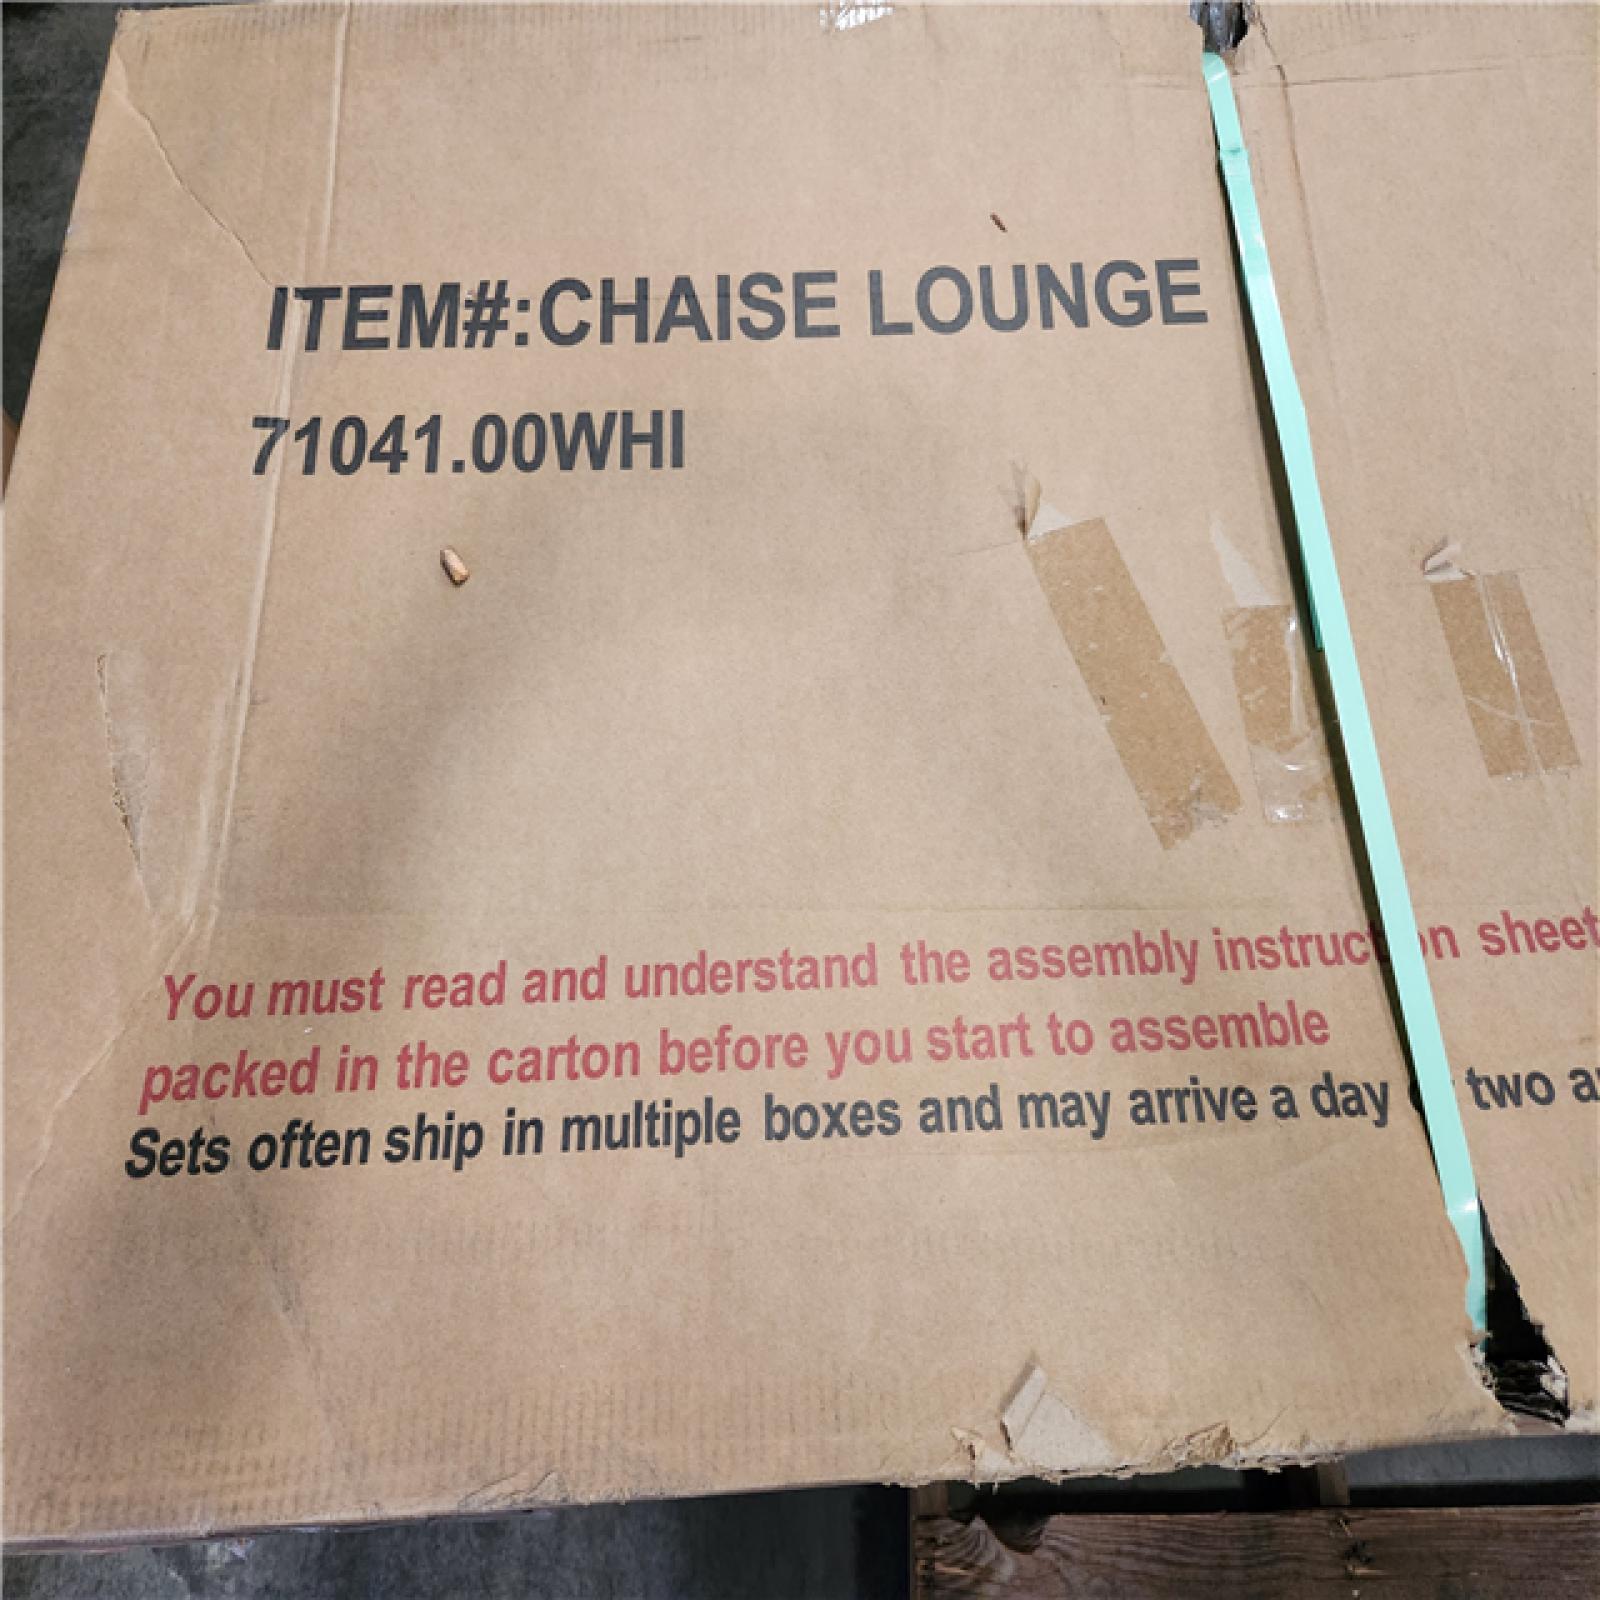 ITEM#:CHAISE LOUNGE
71041.00WHI
You must read and understand the assembly instruction sheet
packed in the carton before you start to assemble
Sets often ship in multiple boxes and may arrive a day two